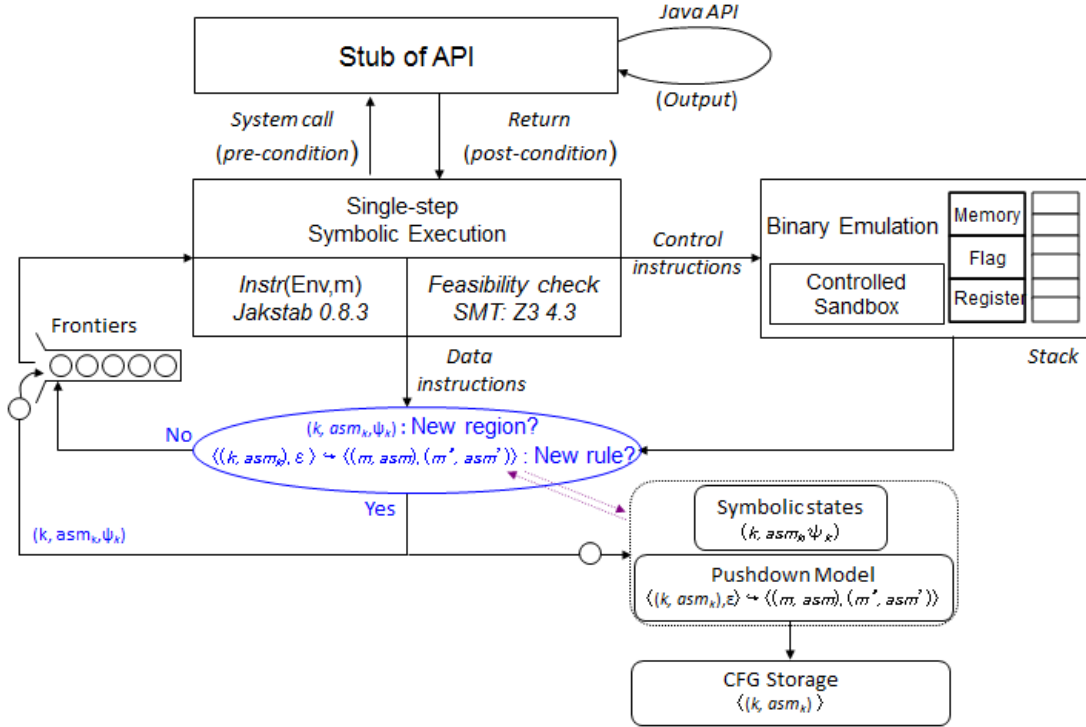 Java API
Stub of API
(Output)
System call
(pre-condition)
Return
(post-condition)
Single-step
Symbolic Execution
Instr(Env,m)
Jakstab 0.8.3
Feasibility check
SMT: Z3 4.3
Control
instructions
Binary Emulation
Controlled
Sandbox
Memory
Flag
Register
Stack
Frontiers
Data
instructions
No
(k, asmₖ,ψₖ) : New region?
⟨(k, asmₖ), ε⟩ ↪ ⟨(m, asm), (m', asm')⟩ : New rule?
Yes
(k, asmₖ,ψₖ)
Symbolic states
(k, asmₖ,ψₖ)
Pushdown Model
⟨(k, asmₖ),ε⟩ ↪ ⟨(m, asm), (m', asm')⟩
CFG Storage
⟨(k, asmₖ) ⟩